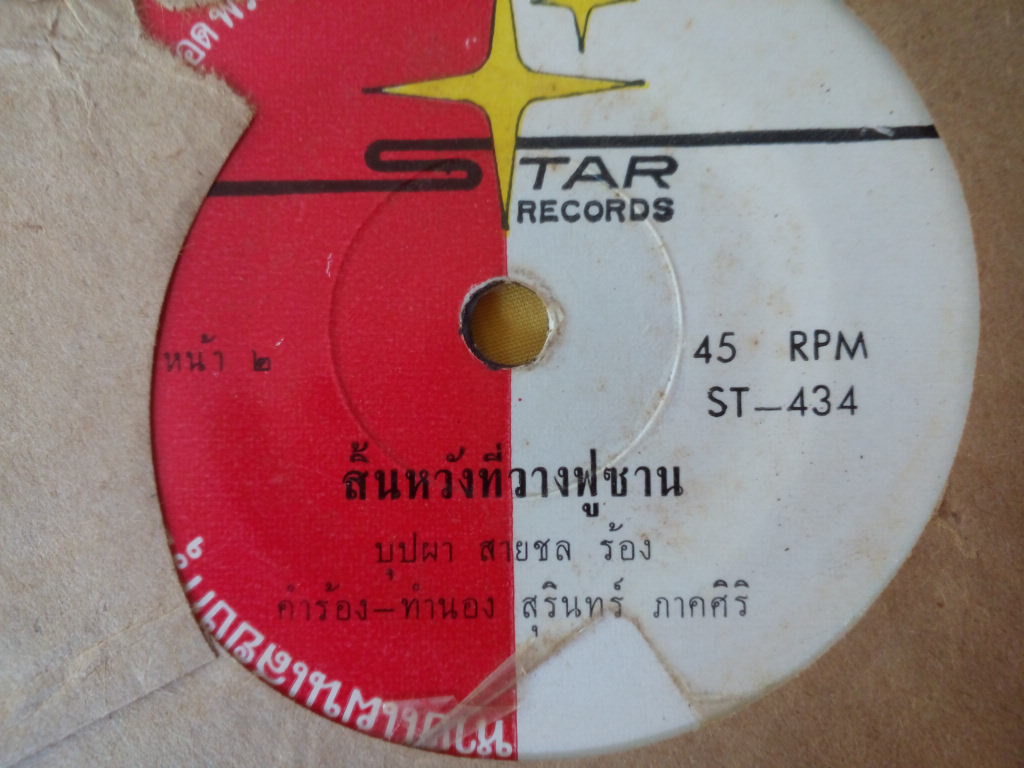 STAR
RECORDS
หน้า ๒
45 RPM
ST—434
สิ้นหวังที่วางฟูซาน
บุปผา สายชล ร้อง
คำร้อง—ทำนอง สุรินทร์ ภาคศิริ